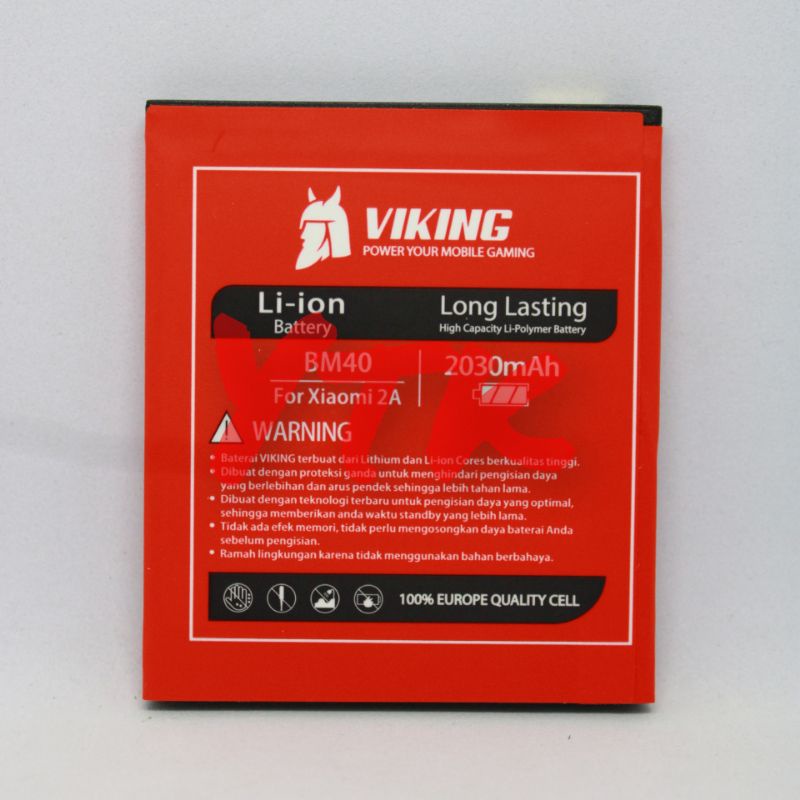 VIKING
POWER YOUR MOBILE GAMING
Li-ion
Battery
Long Lasting
High Capacity Li-Polymer Battery
BM40
For Xiaomi 2A
2030mAh
YTK
WARNING
• Baterai VIKING terbuat dari Lithium dan Li-ion Cores berkualitas tinggi.
• Dibuat dengan proteksi ganda untuk menghindari pengisian daya
yang berlebihan dan arus pendek sehingga lebih tahan lama.
• Dibuat dengan teknologi terbaru untuk pengisian daya yang optimal,
sehingga memberikan anda waktu standby yang lebih lama.
• Tidak ada efek memori, tidak perlu mengosongkan daya baterai Anda
sebelum pengisian.
• Ramah lingkungan karena tidak menggunakan bahan berbahaya.
100% EUROPE QUALITY CELL